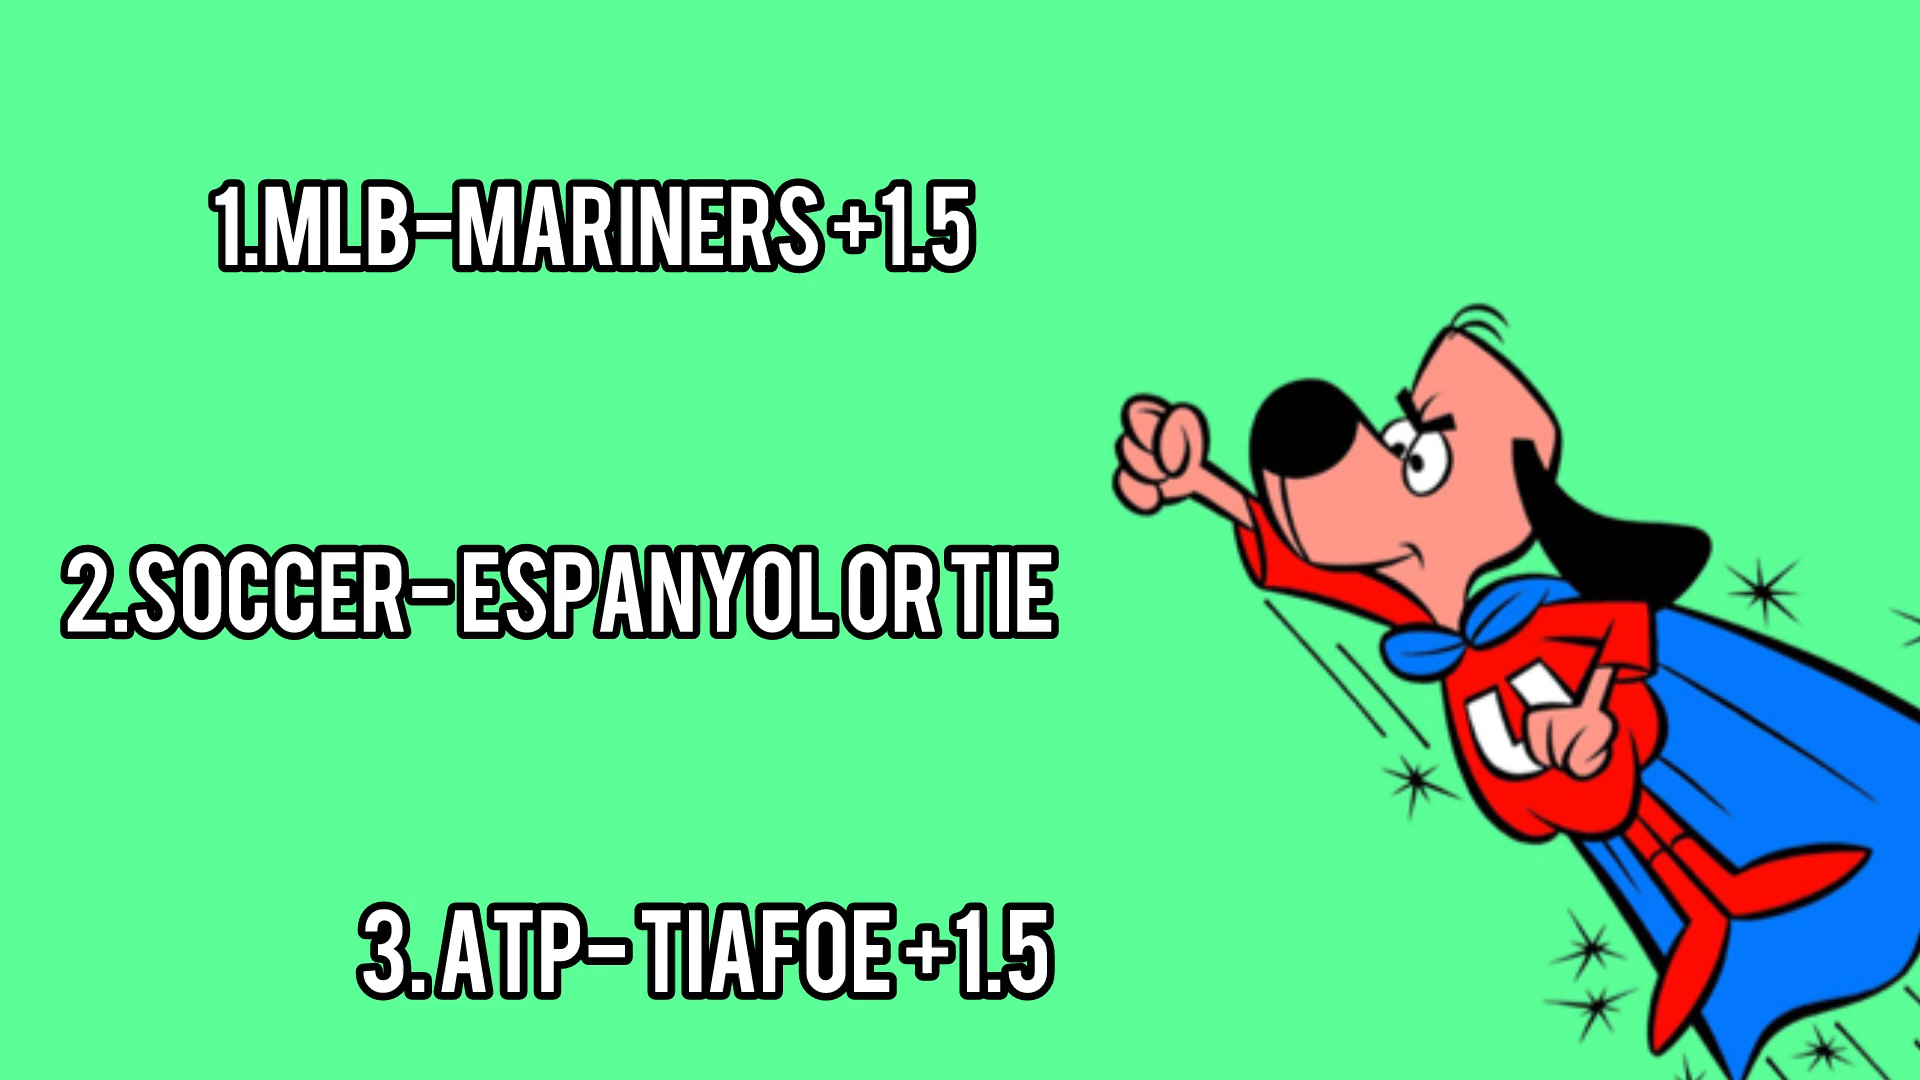 1.MLB-MARINERS +1.5
2.SOCCER- ESPANYOL OR TIE
3. ATP- TIAFOE +1.5
U